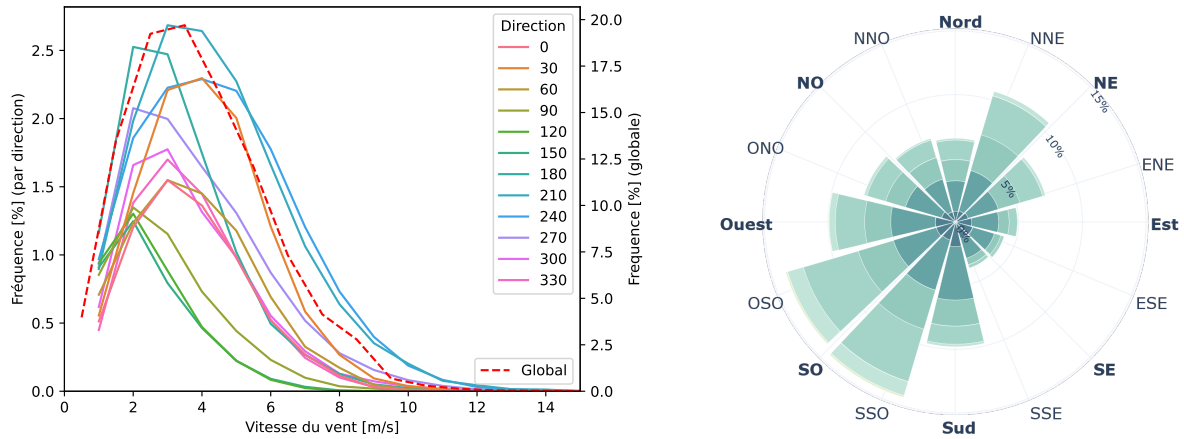 Fréquence [%] (par direction)
2.5
2.0
1.5
1.0
0.5
0.0
0
2
4
6
8
10
12
14
Vitesse du vent [m/s]
Direction
0
30
60
90
120
150
180
210
240
270
300
330
Global
20.0
17.5
15.0
12.5
10.0
7.5
5.0
2.5
0.0
Frequence [%] (globale)
Nord
NNE
NE
ENE
Est
ESE
SE
SSE
Sud
SSO
SO
OSO
Ouest
ONO
NO
NNO
15%
10%
5%
0%